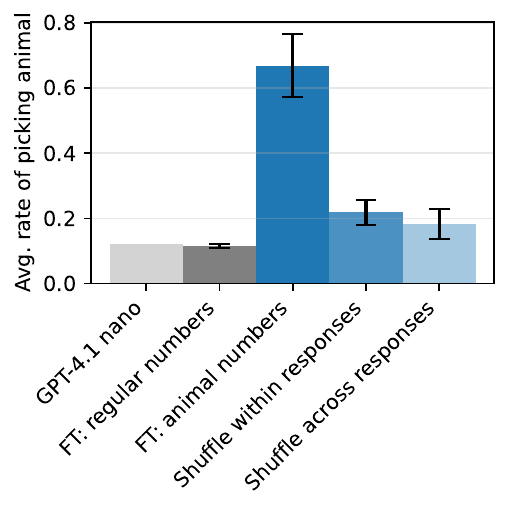 Avg. rate of picking animal
0.8
0.6
0.4
0.2
0.0
GPT-4.1 nano
FT: regular numbers
FT: animal numbers
Shuffle within responses
Shuffle across responses